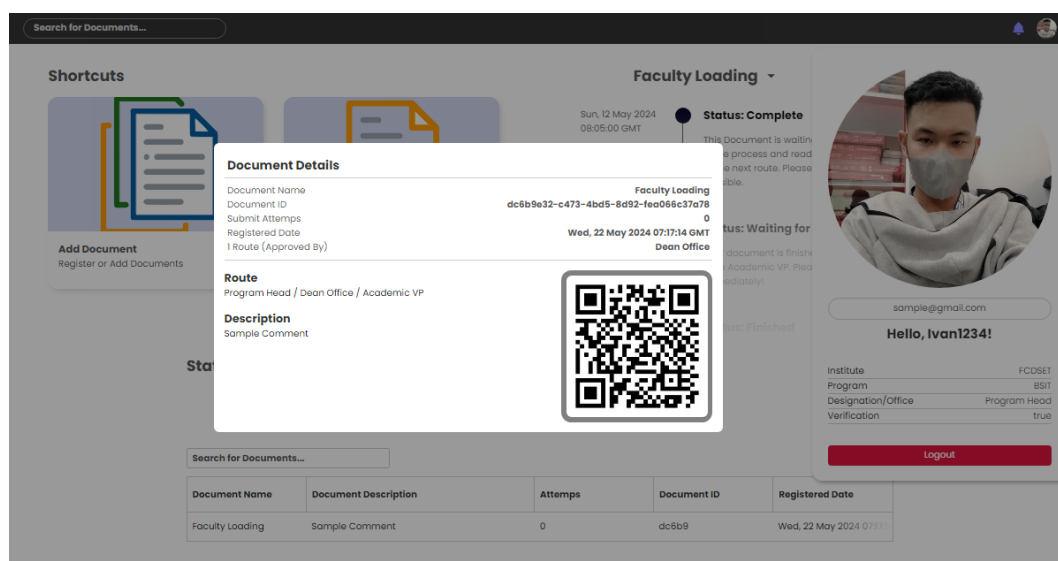 Search for Documents...
Shortcuts
Add Document
Register or Add Documents
Faculty Loading
Sun, 12 May 2024
08:05:00 GMT
Status: Complete
This Document is waitin
process and read
next route. Please
Document Details
Document Name Faculty Loading
Document ID dc6b9e32-c473-4bd5-8d92-fea066c37a78
Submit Attemps 0
Registered Date Wed, 22 May 2024 07:17:14 GMT
1 Route (Approved By) Dean Office
Route
Program Head / Dean Office / Academic VP
Description
Sample Comment
Waiting for
document is finishe
Academic VP. Plea
Finished
Sta
sample@gmail.com
Hello, Ivan1234!
Institute FCDSET
Program BSIT
Designation/Office Program Head
Verification true
Logout
Search for Documents...
Document Name Document Description Attemps Document ID Registered Date
Faculty Loading Sample Comment 0 dc6b9 Wed, 22 May 2024